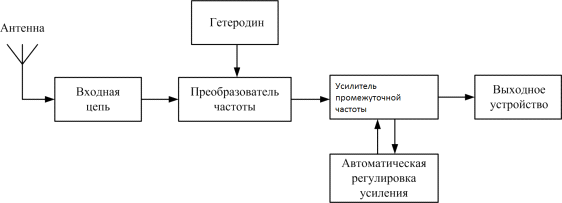 Антенна
Гетеродин
Входная
цепь
Преобразователь
частоты
Усилитель
промежуточной
частоты
Выходное
устройство
Автоматическая
регулировка
усиления